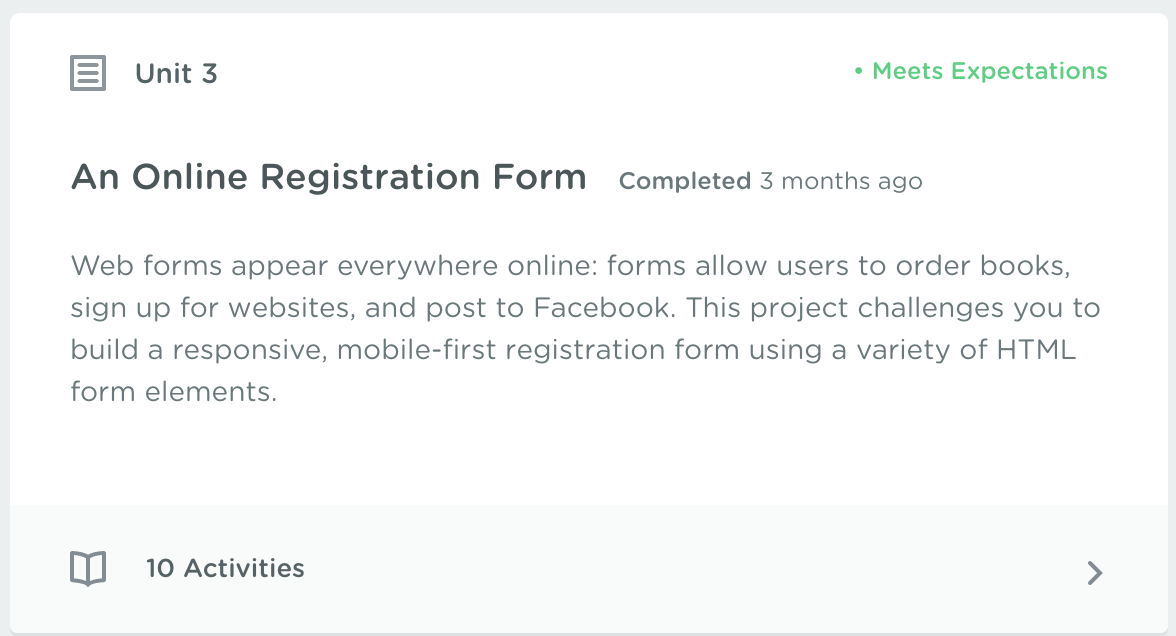 Unit 3
• Meets Expectations
An Online Registration Form Completed 3 months ago
Web forms appear everywhere online: forms allow users to order books,
sign up for websites, and post to Facebook. This project challenges you to
build a responsive, mobile-first registration form using a variety of HTML
form elements.
10 Activities